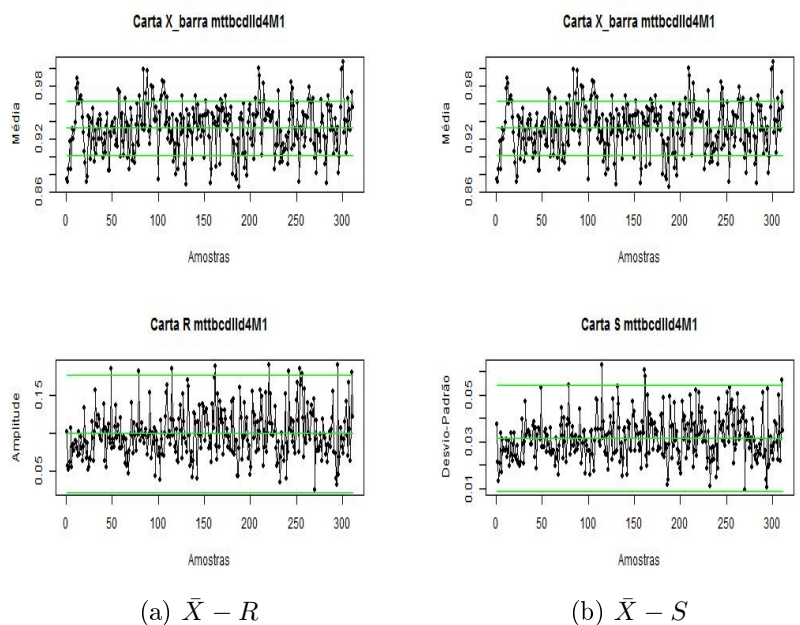 Carta X_barra mttbcdlld4M1
Média
0.98
0.92
0.86
0 50 100 150 200 250 300
Amostras
Carta X_barra mttbcdlld4M1
Média
0.98
0.92
0.86
0 50 100 150 200 250 300
Amostras
Carta R mttbcdlld4M1
Amplitude
0.15
0.05
0 50 100 150 200 250 300
Amostras
Carta S mttbcdlld4M1
Desvio-Padrão
0.05
0.03
0.01
0 50 100 150 200 250 300
Amostras
(a) X̄ − R
(b) X̄ − S